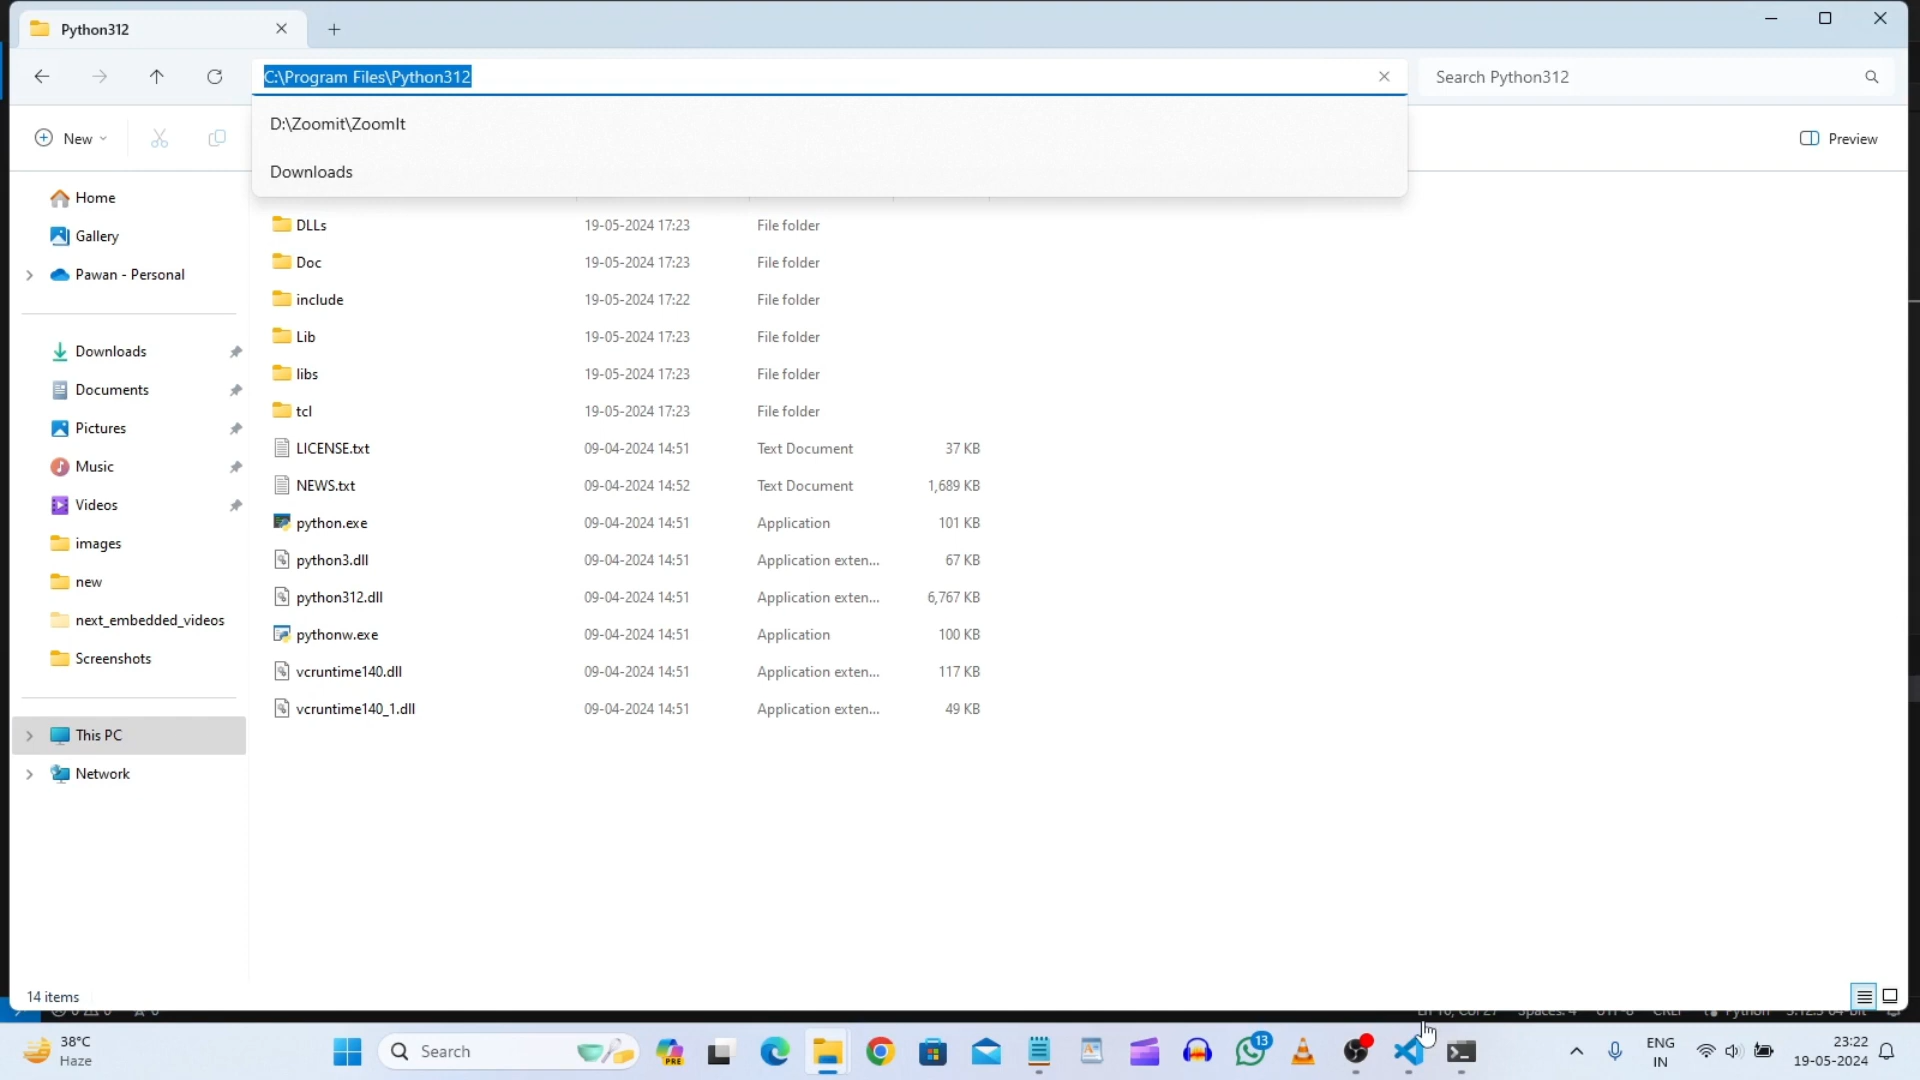 Python312
C:\Program Files\Python312
Search Python312
D:\Zoomit\ZoomIt
Downloads
New
Preview
Home
Gallery
Pawan - Personal
Downloads
Documents
Pictures
Music
Videos
images
new
next_embedded_videos
Screenshots
This PC
Network
DLLs 19-05-2024 17:23 File folder
Doc 19-05-2024 17:23 File folder
include 19-05-2024 17:22 File folder
Lib 19-05-2024 17:23 File folder
libs 19-05-2024 17:23 File folder
tcl 19-05-2024 17:23 File folder
LICENSE.txt 09-04-2024 14:51 Text Document 37 KB
NEWS.txt 09-04-2024 14:52 Text Document 1,689 KB
python.exe 09-04-2024 14:51 Application 101 KB
python3.dll 09-04-2024 14:51 Application exten... 67 KB
python312.dll 09-04-2024 14:51 Application exten... 6,767 KB
pythonw.exe 09-04-2024 14:51 Application 100 KB
vcruntime140.dll 09-04-2024 14:51 Application exten... 117 KB
vcruntime140_1.dll 09-04-2024 14:51 Application exten... 49 KB
14 items
38°C
Haze
Search
PRE
13
ENG
IN
23:22
19-05-2024